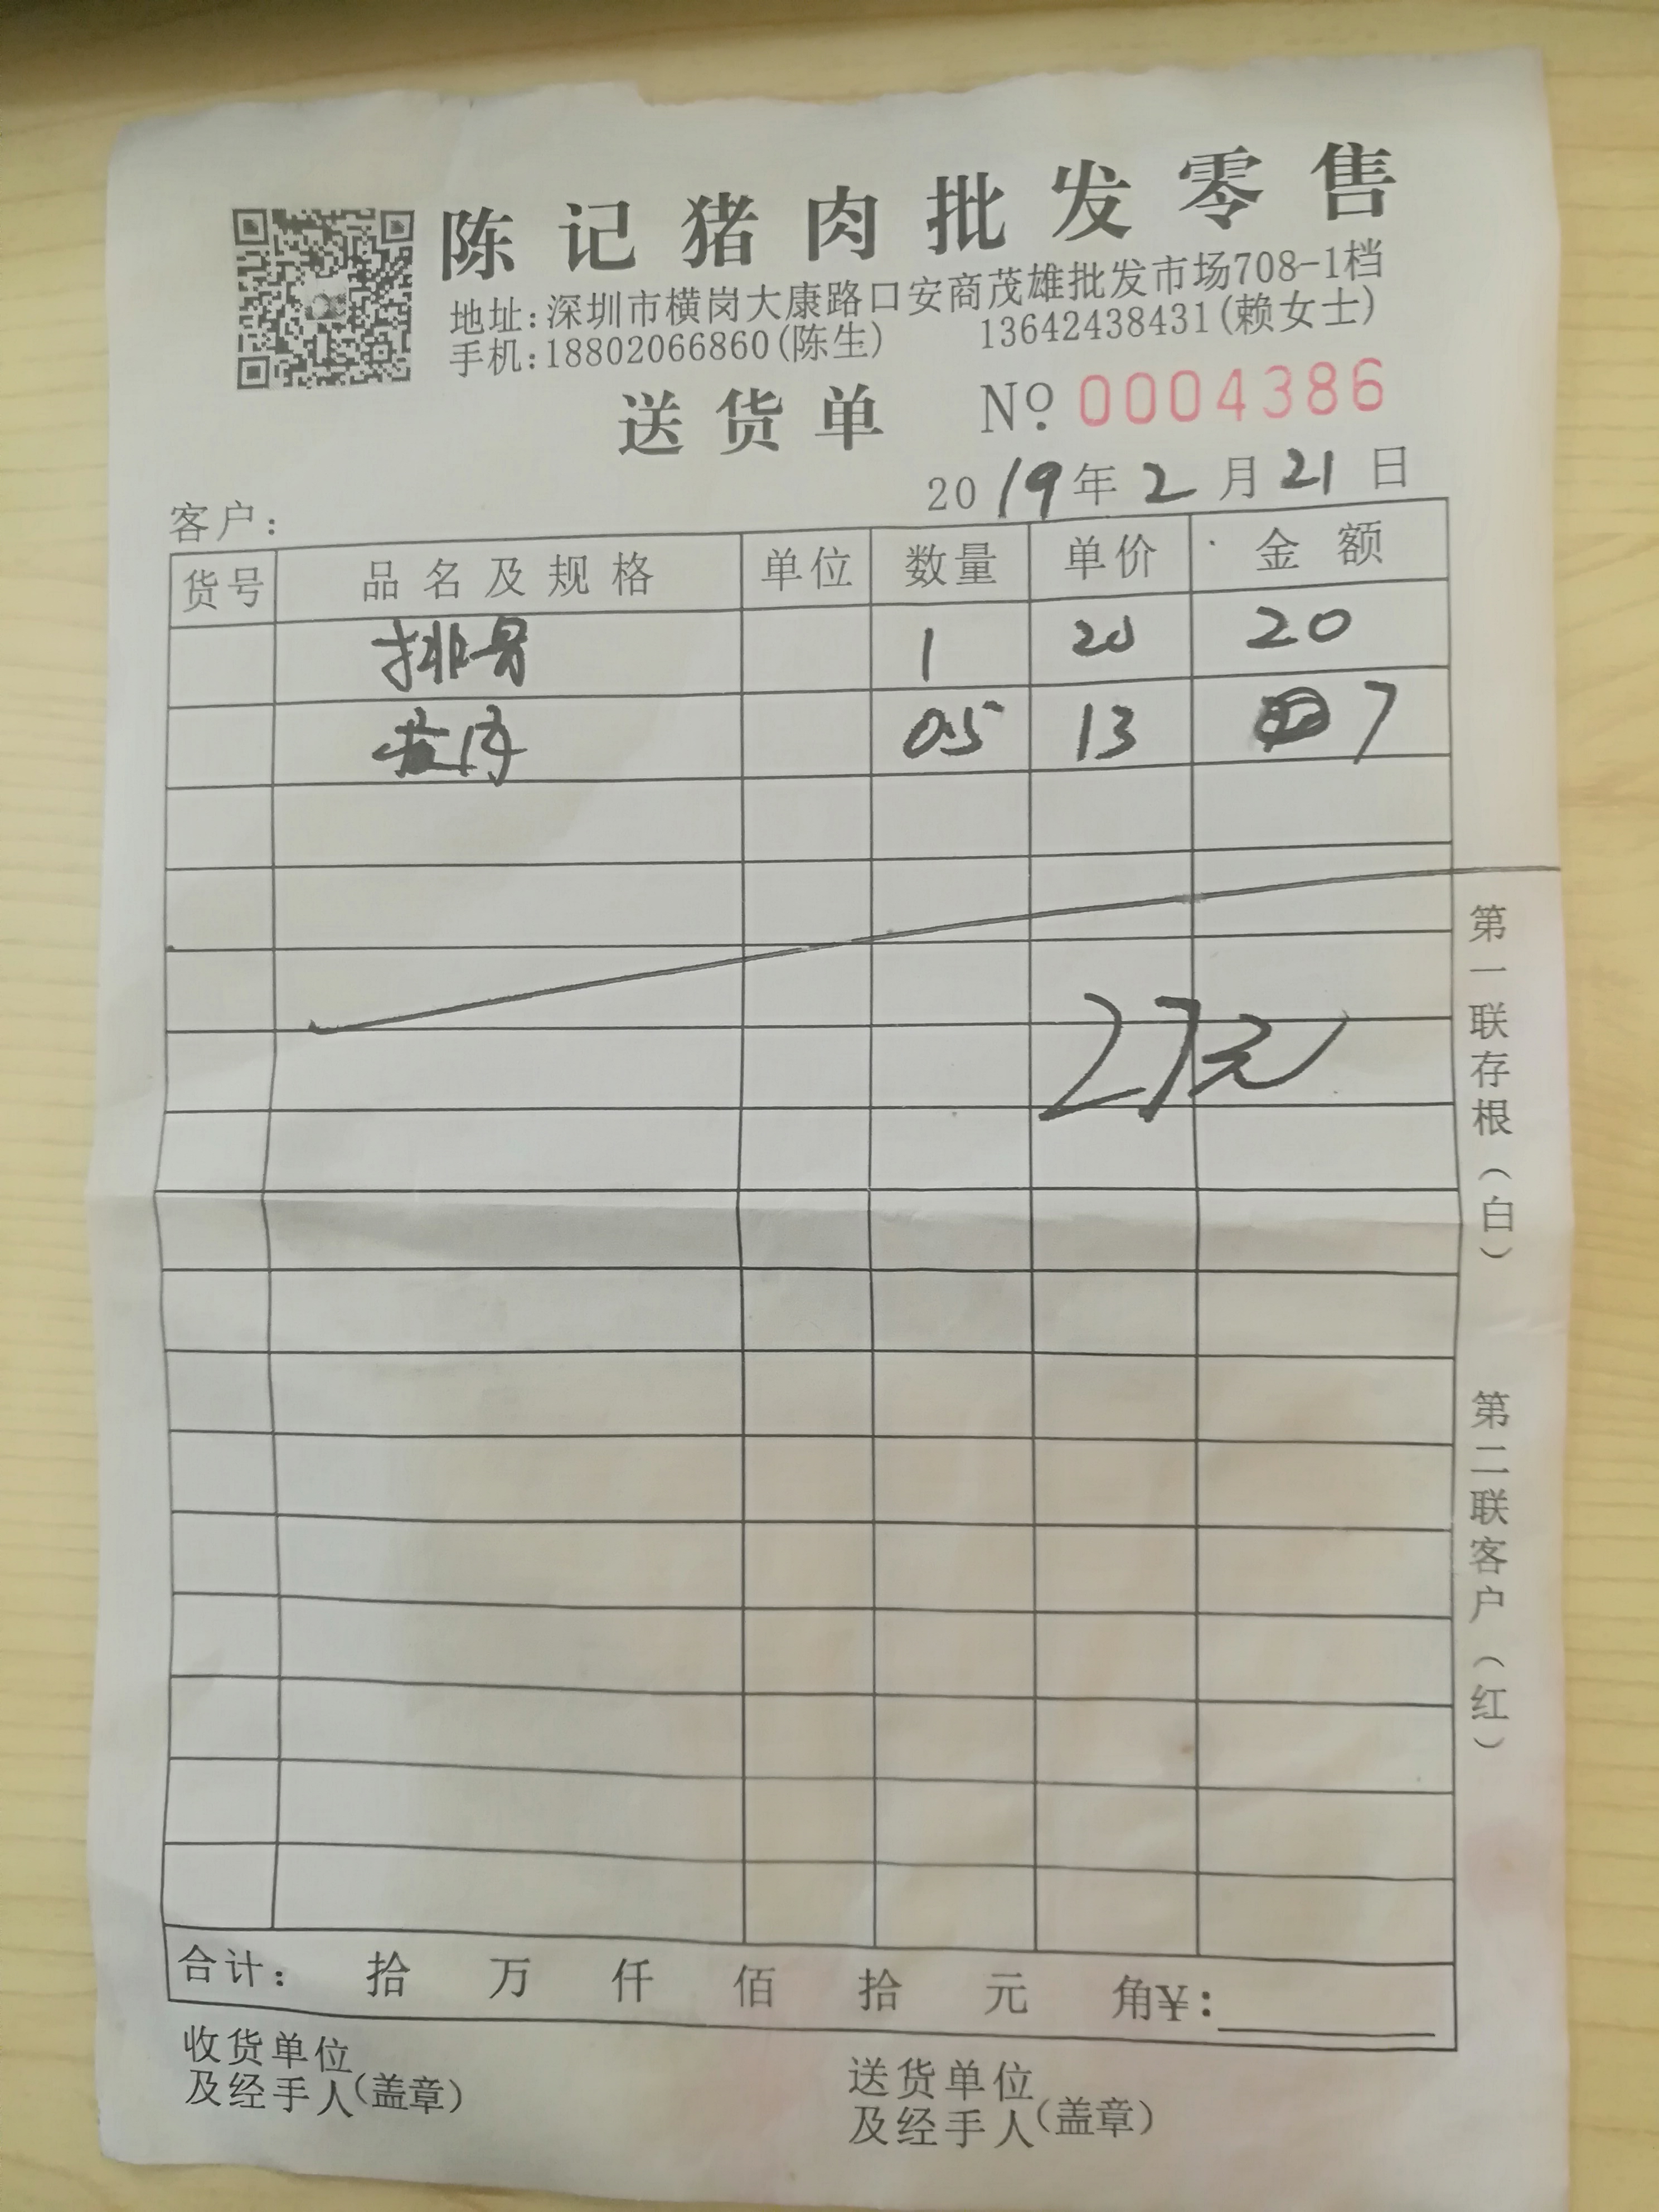 陈记猪肉批发零售
地址:深圳市横岗大康路口安商茂雄批发市场708-1档
手机:18802066860(陈生) 13642438431(赖女士)
送货单 No. 0004386
2019年2月21日
客户:
货号 品名及规格 单位 数量 单价 金额
排骨 1 20 20
0.5 13 7
27元
第一联存根(白)
第二联客户(红)
合计: 拾 万 仟 佰 拾 元 角¥:
收货单位
及经手人(盖章)
送货单位
及经手人(盖章)